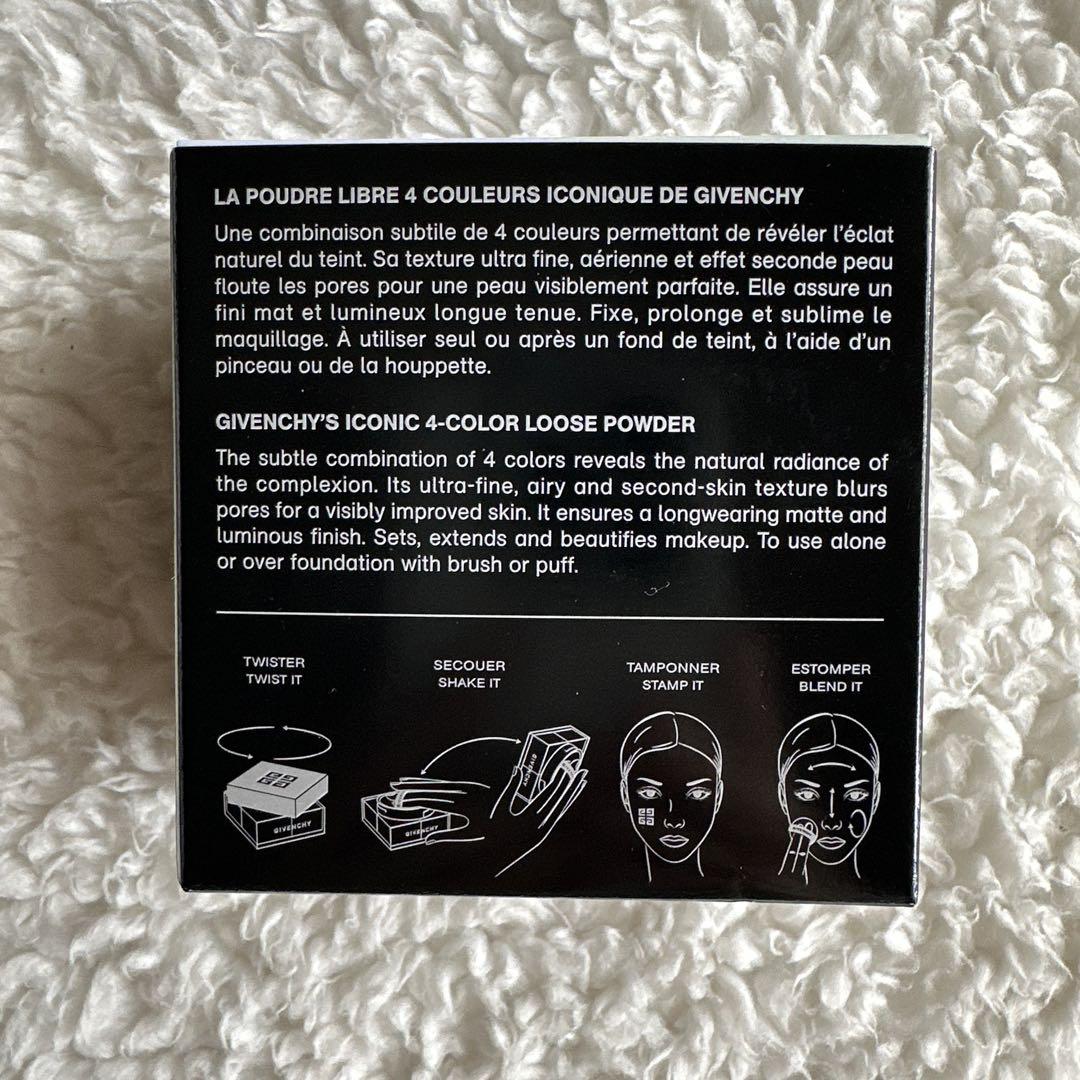 LA POUDRE LIBRE 4 COULEURS ICONIQUE DE GIVENCHY
Une combinaison subtile de 4 couleurs permettant de révéler l'éclat
naturel du teint. Sa texture ultra fine, aérienne et effet seconde peau
floute les pores pour une peau visiblement parfaite. Elle assure un
fini mat et lumineux longue tenue. Fixe, prolonge et sublime le
maquillage. À utiliser seul ou après un fond de teint, à l'aide d'un
pinceau ou de la houppette.
GIVENCHY'S ICONIC 4-COLOR LOOSE POWDER
The subtle combination of 4 colors reveals the natural radiance of
the complexion. Its ultra-fine, airy and second-skin texture blurs
pores for a visibly improved skin. It ensures a longwearing matte and
luminous finish. Sets, extends and beautifies makeup. To use alone
or over foundation with brush or puff.
TWISTER
TWIST IT
SECOUER
SHAKE IT
TAMPONNER
STAMP IT
ESTOMPER
BLEND IT
GIVENCHY
GIVENCHY
GIVENCHY